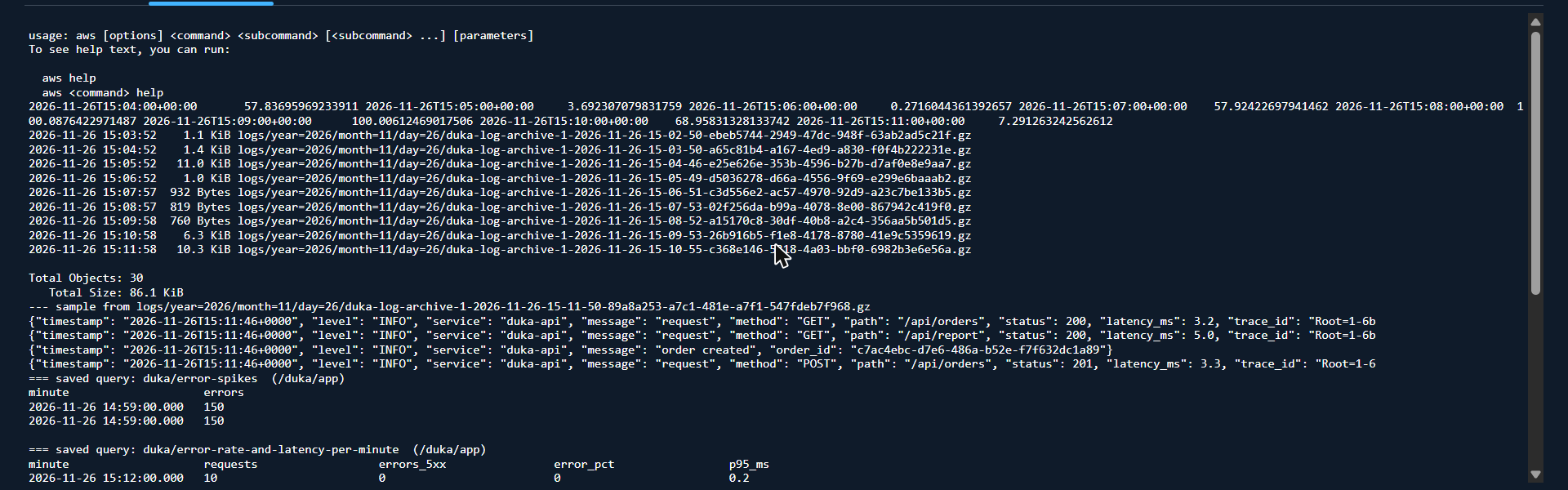 usage: aws [options] <command> <subcommand> [<subcommand> ...] [parameters]
To see help text, you can run:
aws help
aws <command> help
2026-11-26T15:04:00+00:00 57.83695969233911 2026-11-26T15:05:00+00:00 3.692307079831759 2026-11-26T15:06:00+00:00 0.2716044361392657 2026-11-26T15:07:00+00:00 57.92422697941462 2026-11-26T15:08:00+00:00 1
00.0876422971487 2026-11-26T15:09:00+00:00 100.00612469017506 2026-11-26T15:10:00+00:00 68.95831328133742 2026-11-26T15:11:00+00:00 7.291263242562612
2026-11-26 15:03:52 1.1 KiB logs/year=2026/month=11/day=26/duka-log-archive-1-2026-11-26-15-02-50-ebeb5744-2949-47dc-948f-63ab2ad5c21f.gz
2026-11-26 15:04:52 1.4 KiB logs/year=2026/month=11/day=26/duka-log-archive-1-2026-11-26-15-03-50-a65c81b4-a167-4ed9-a830-f0f4b222231e.gz
2026-11-26 15:05:52 11.0 KiB logs/year=2026/month=11/day=26/duka-log-archive-1-2026-11-26-15-04-46-e25e626e-353b-4596-b27b-d7af0e8e9aa7.gz
2026-11-26 15:06:52 1.0 KiB logs/year=2026/month=11/day=26/duka-log-archive-1-2026-11-26-15-05-49-d5036278-d66a-4556-9f69-e299e6baaab2.gz
2026-11-26 15:07:57 932 Bytes logs/year=2026/month=11/day=26/duka-log-archive-1-2026-11-26-15-06-51-c3d556e2-ac57-4970-92d9-a23c7be133b5.gz
2026-11-26 15:08:57 819 Bytes logs/year=2026/month=11/day=26/duka-log-archive-1-2026-11-26-15-07-53-02f256da-b99a-4078-8e00-867942c419f0.gz
2026-11-26 15:09:58 760 Bytes logs/year=2026/month=11/day=26/duka-log-archive-1-2026-11-26-15-08-52-a15170c8-30df-40b8-a2c4-356aa5b501d5.gz
2026-11-26 15:10:58 6.3 KiB logs/year=2026/month=11/day=26/duka-log-archive-1-2026-11-26-15-09-53-26b916b5-f1e8-4178-8780-41e9c5359619.gz
2026-11-26 15:11:58 10.3 KiB
Total Objects: 30
Total Size: 86.1 KiB
--- sample from logs/year=2026/month=11/day=26/duka-log-archive-1-2026-11-26-15-11-50-89a8a253-a7c1-481e-a7f1-547fdeb7f968.gz
{"timestamp": "2026-11-26T15:11:46+0000", "level": "INFO", "service": "duka-api", "message": "request", "method": "GET", "path": "/api/orders", "status": 200, "latency_ms": 3.2, "trace_id": "Root=1-6b
{"timestamp": "2026-11-26T15:11:46+0000", "level": "INFO", "service": "duka-api", "message": "request", "method": "GET", "path": "/api/report", "status": 200, "latency_ms": 5.0, "trace_id": "Root=1-6b
{"timestamp": "2026-11-26T15:11:46+0000", "level": "INFO", "service": "duka-api", "message": "order created", "order_id": "c7ac4ebc-d7e6-486a-b52e-f7f632dc1a89"}
{"timestamp": "2026-11-26T15:11:46+0000", "level": "INFO", "service": "duka-api", "message": "request", "method": "POST", "path": "/api/orders", "status": 201, "latency_ms": 3.3, "trace_id": "Root=1-6
=== saved query: duka/error-spikes (/duka/app)
minute errors
2026-11-26 14:59:00.000 150
2026-11-26 14:59:00.000 150
=== saved query: duka/error-rate-and-latency-per-minute (/duka/app)
minute requests errors_5xx error_pct p95_ms
2026-11-26 15:12:00.000 10 0 0 0.2